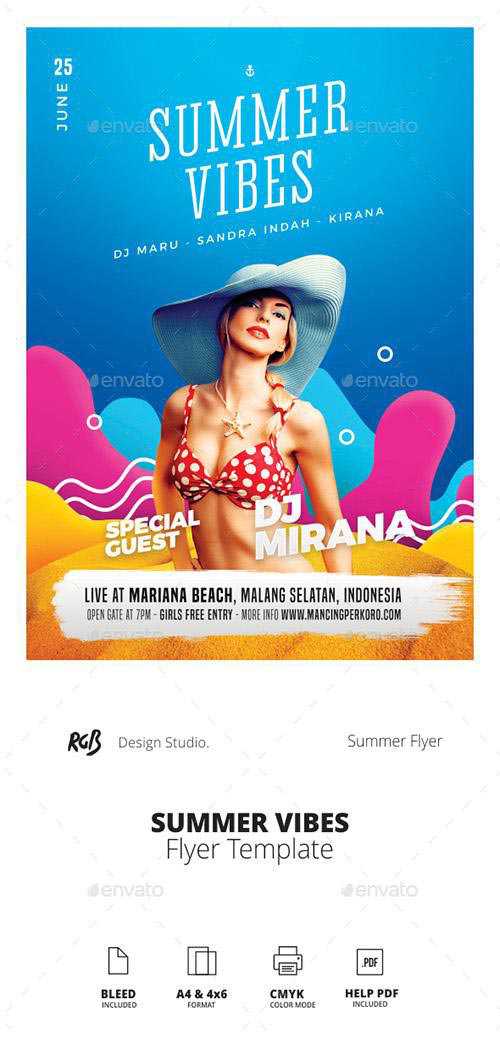 JUNE 25
SUMMER
VIBES
DJ MARU - SANDRA INDAH - KIRANA
envato
envato
envato
envato
SPECIAL
GUEST
DJ
MIRANA
LIVE AT MARIANA BEACH, MALANG SELATAN, INDONESIA
OPEN GATE AT 7PM - GIRLS FREE ENTRY - MORE INFO WWW.MANCINGPERKORO.COM
envato
envato
RGB Design Studio.
Summer Flyer
SUMMER VIBES
Flyer Template
envato
envato
BLEED
INCLUDED
A4 & 4x6
FORMAT
CMYK
COLOR MODE
.PDF
HELP PDF
INCLUDED